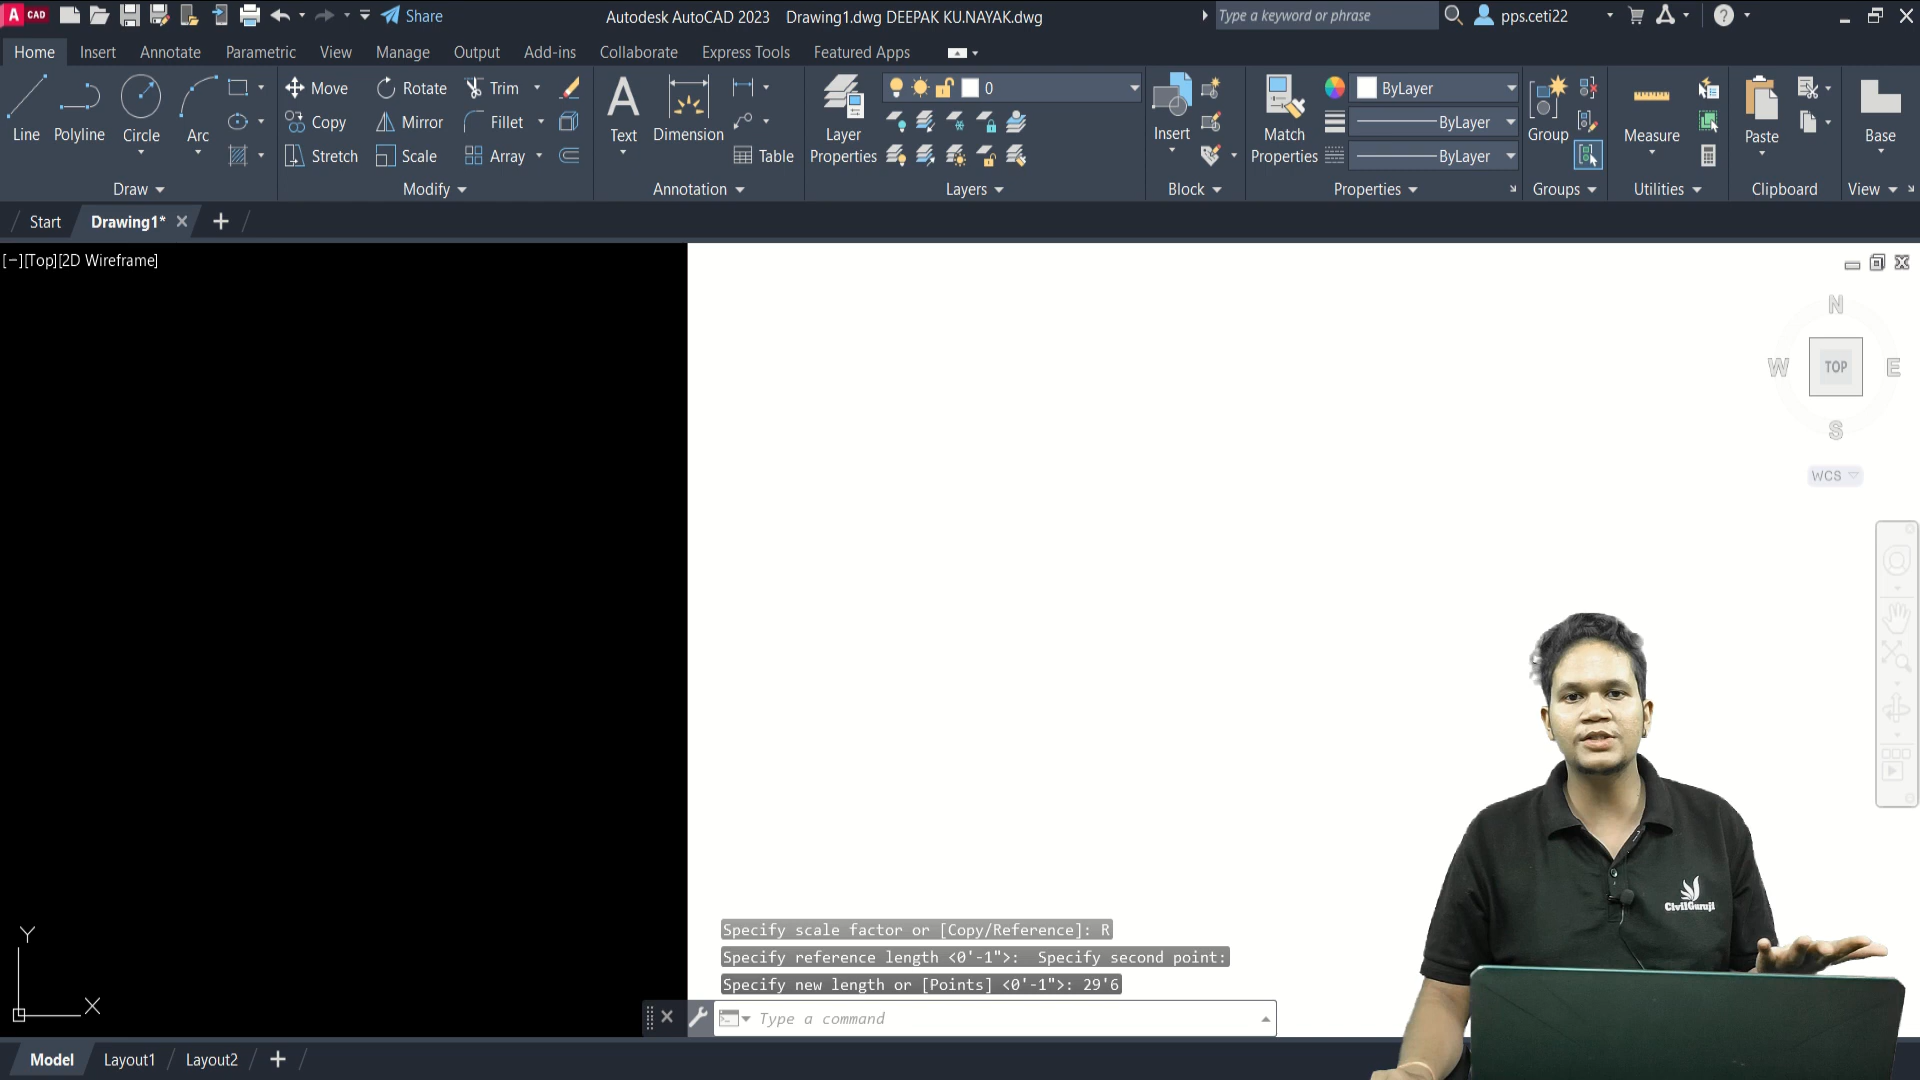 A CAD
Share
Autodesk AutoCAD 2023 Drawing1.dwg DEEPAK KU.NAYAK.dwg
Type a keyword or phrase
pps.ceti22
Home Insert Annotate Parametric View Manage Output Add-ins Collaborate Express Tools Featured Apps
Line Polyline Circle Arc
Move Rotate Trim
Copy Mirror Fillet
Stretch Scale Array
Text Dimension Table
Layer Properties
0
Insert
Match Properties
ByLayer
ByLayer
ByLayer
Group Measure Paste Base
Draw Modify Annotation Layers Block Properties Groups Utilities Clipboard View
Start Drawing1* +
[−][Top][2D Wireframe]
N
W TOP E
S
WCS
Y
X
CivilGuruji
Specify scale factor or [Copy/Reference]: R
Specify reference length <0'-1">: Specify second point:
Specify new length or [Points] <0'-1">: 29'6
Type a command
Model Layout1 Layout2 +